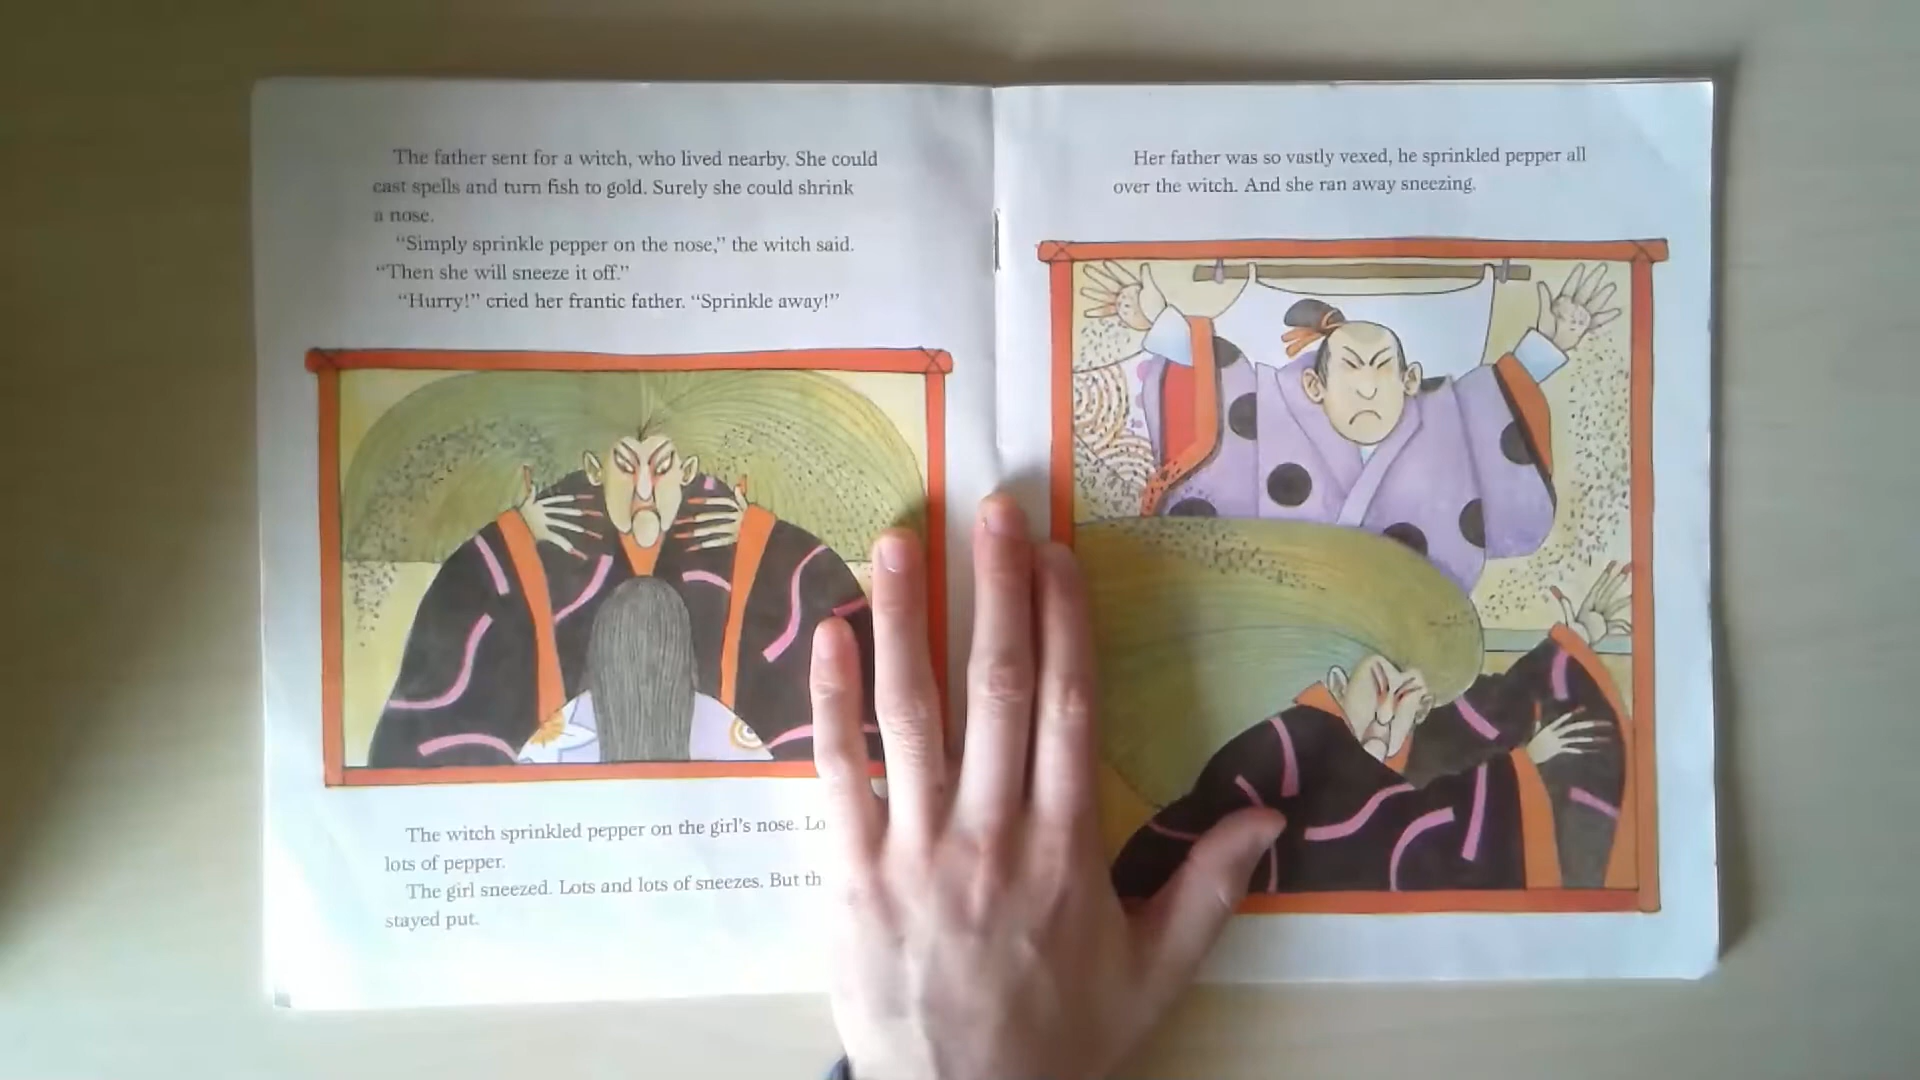 The father sent for a witch, who lived nearby. She could
cast spells and turn fish to gold. Surely she could shrink
a nose.
“Simply sprinkle pepper on the nose,” the witch said.
“Then she will sneeze it off.”
“Hurry!” cried her frantic father. “Sprinkle away!”
The witch sprinkled pepper on the girl’s nose.
lots of pepper.
The girl sneezed. Lots and lots of sneezes. But
stayed put.
Her father was so vastly vexed, he sprinkled pepper all
over the witch. And she ran away sneezing.